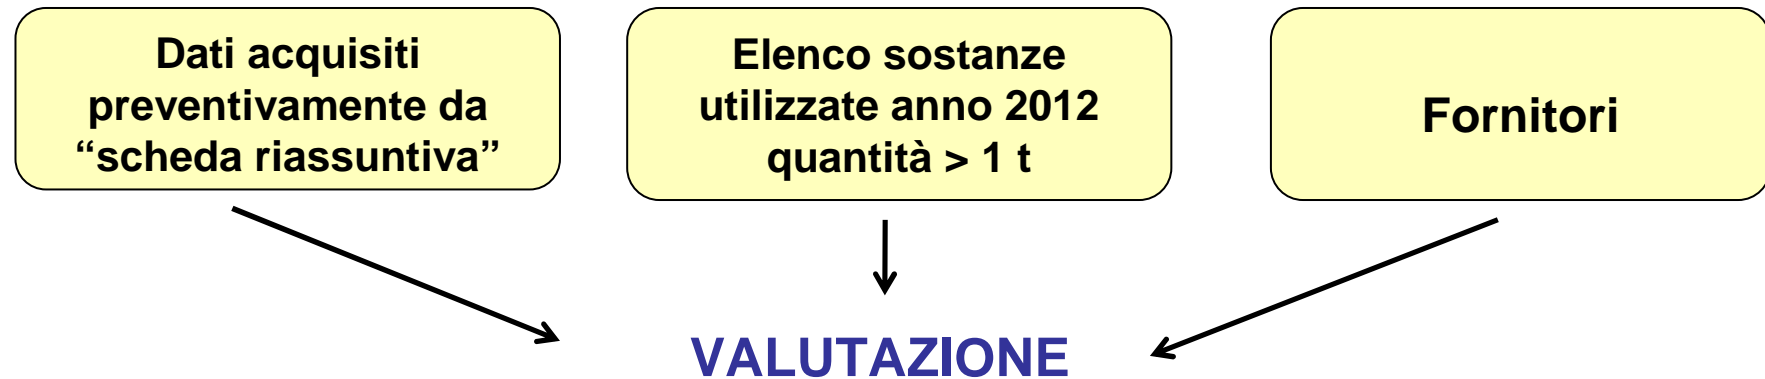 Dati acquisiti
preventivamente da
“scheda riassuntiva”
Elenco sostanze
utilizzate anno 2012
quantità > 1 t
Fornitori
VALUTAZIONE